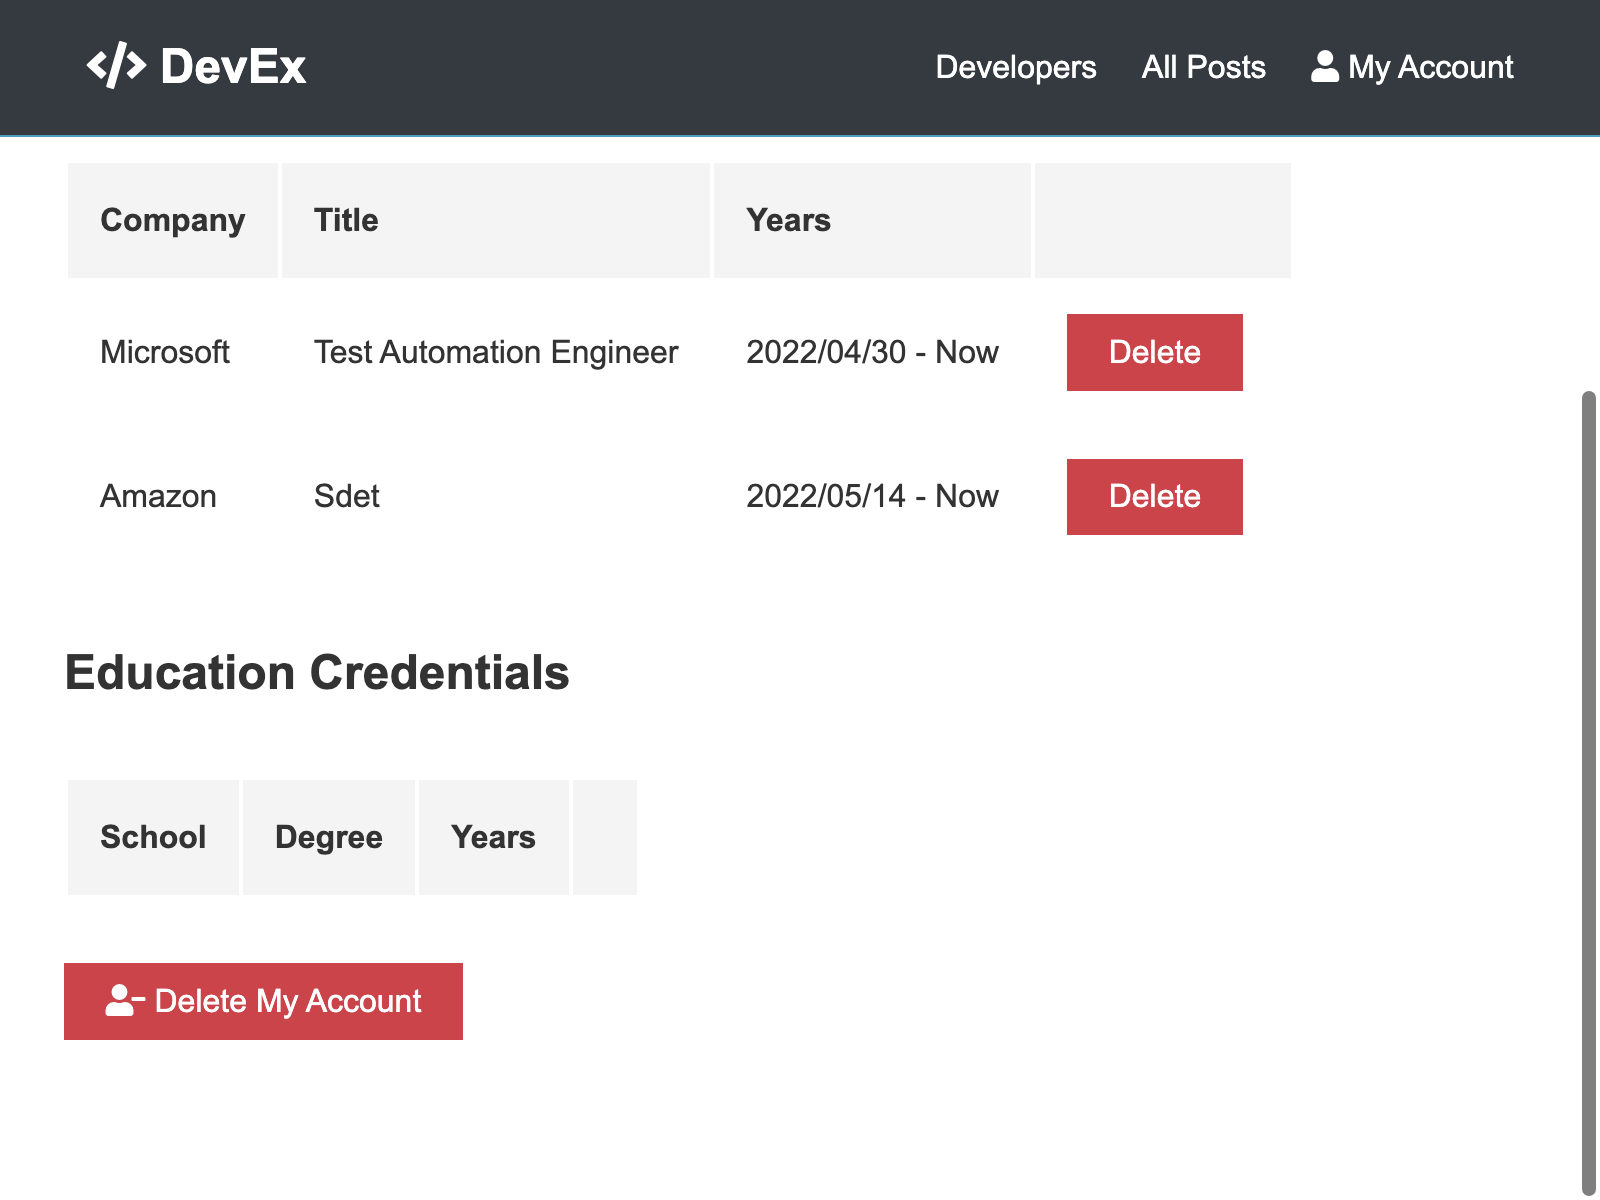 DevEx
Developers All Posts My Account
Company Title Years
Microsoft Test Automation Engineer 2022/04/30 - Now Delete
Amazon Sdet 2022/05/14 - Now Delete
Education Credentials
School Degree Years
Delete My Account